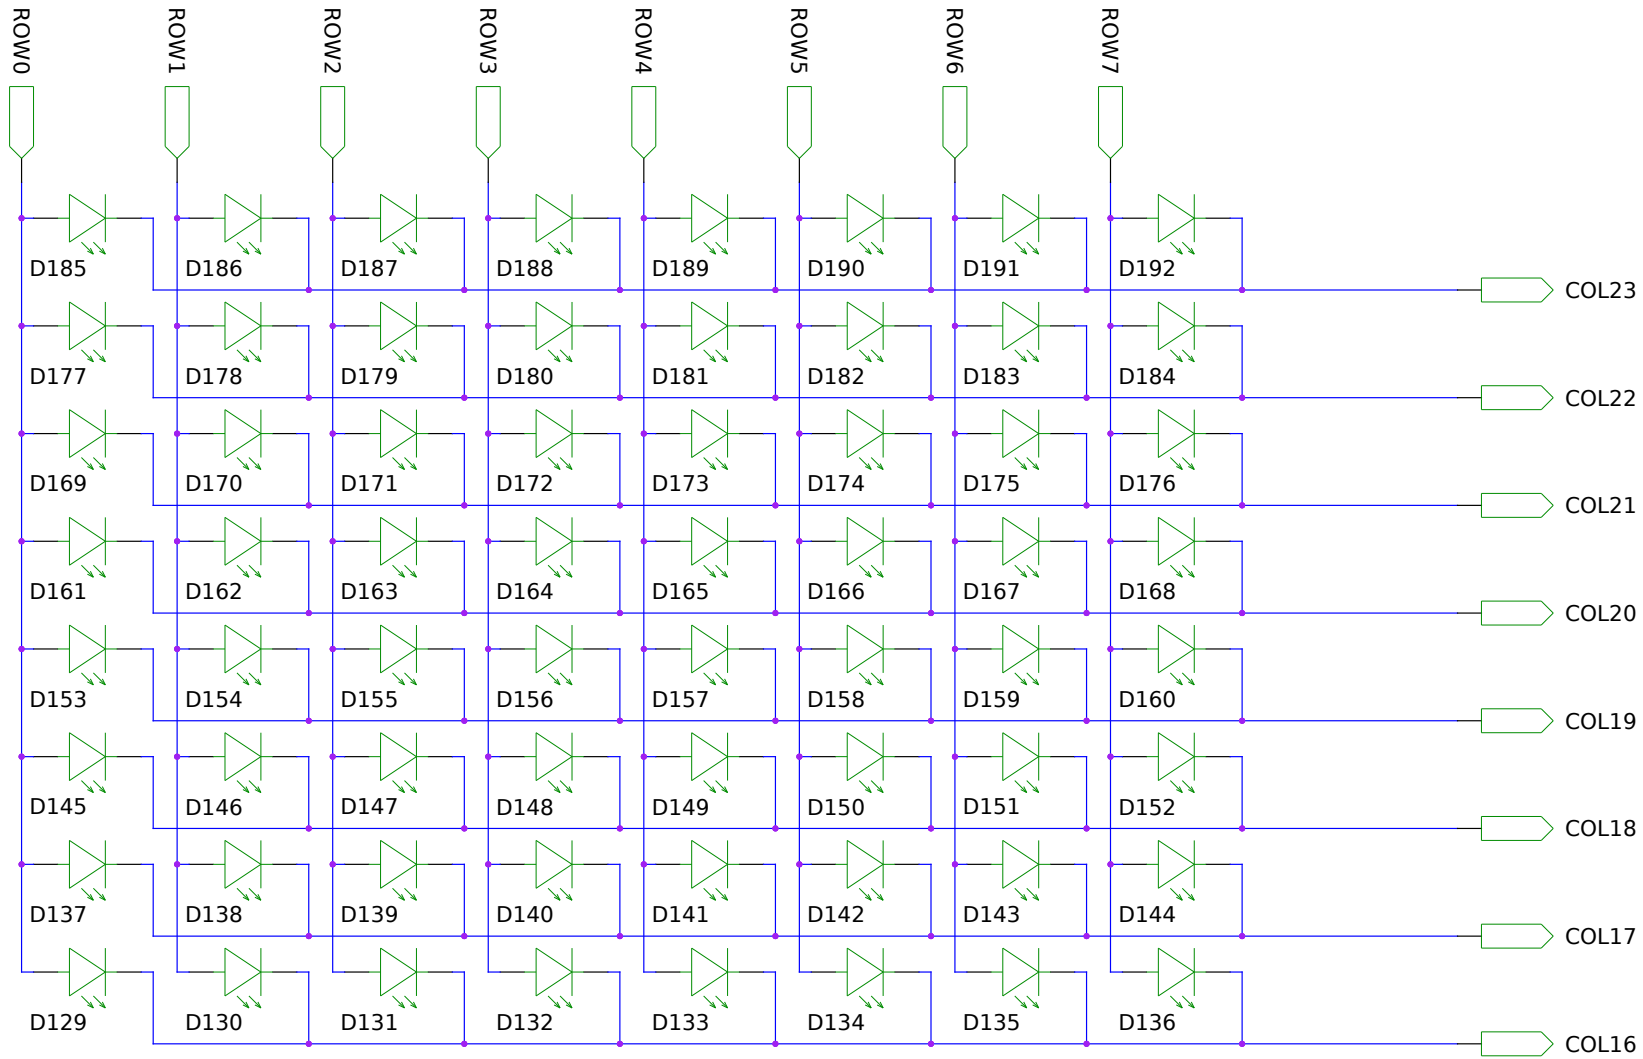 ROW0 ROW1 ROW2 ROW3 ROW4 ROW5 ROW6 ROW7
D185 D186 D187 D188 D189 D190 D191 D192
COL23
D177 D178 D179 D180 D181 D182 D183 D184
COL22
D169 D170 D171 D172 D173 D174 D175 D176
COL21
D161 D162 D163 D164 D165 D166 D167 D168
COL20
D153 D154 D155 D156 D157 D158 D159 D160
COL19
D145 D146 D147 D148 D149 D150 D151 D152
COL18
D137 D138 D139 D140 D141 D142 D143 D144
COL17
D129 D130 D131 D132 D133 D134 D135 D136
COL16